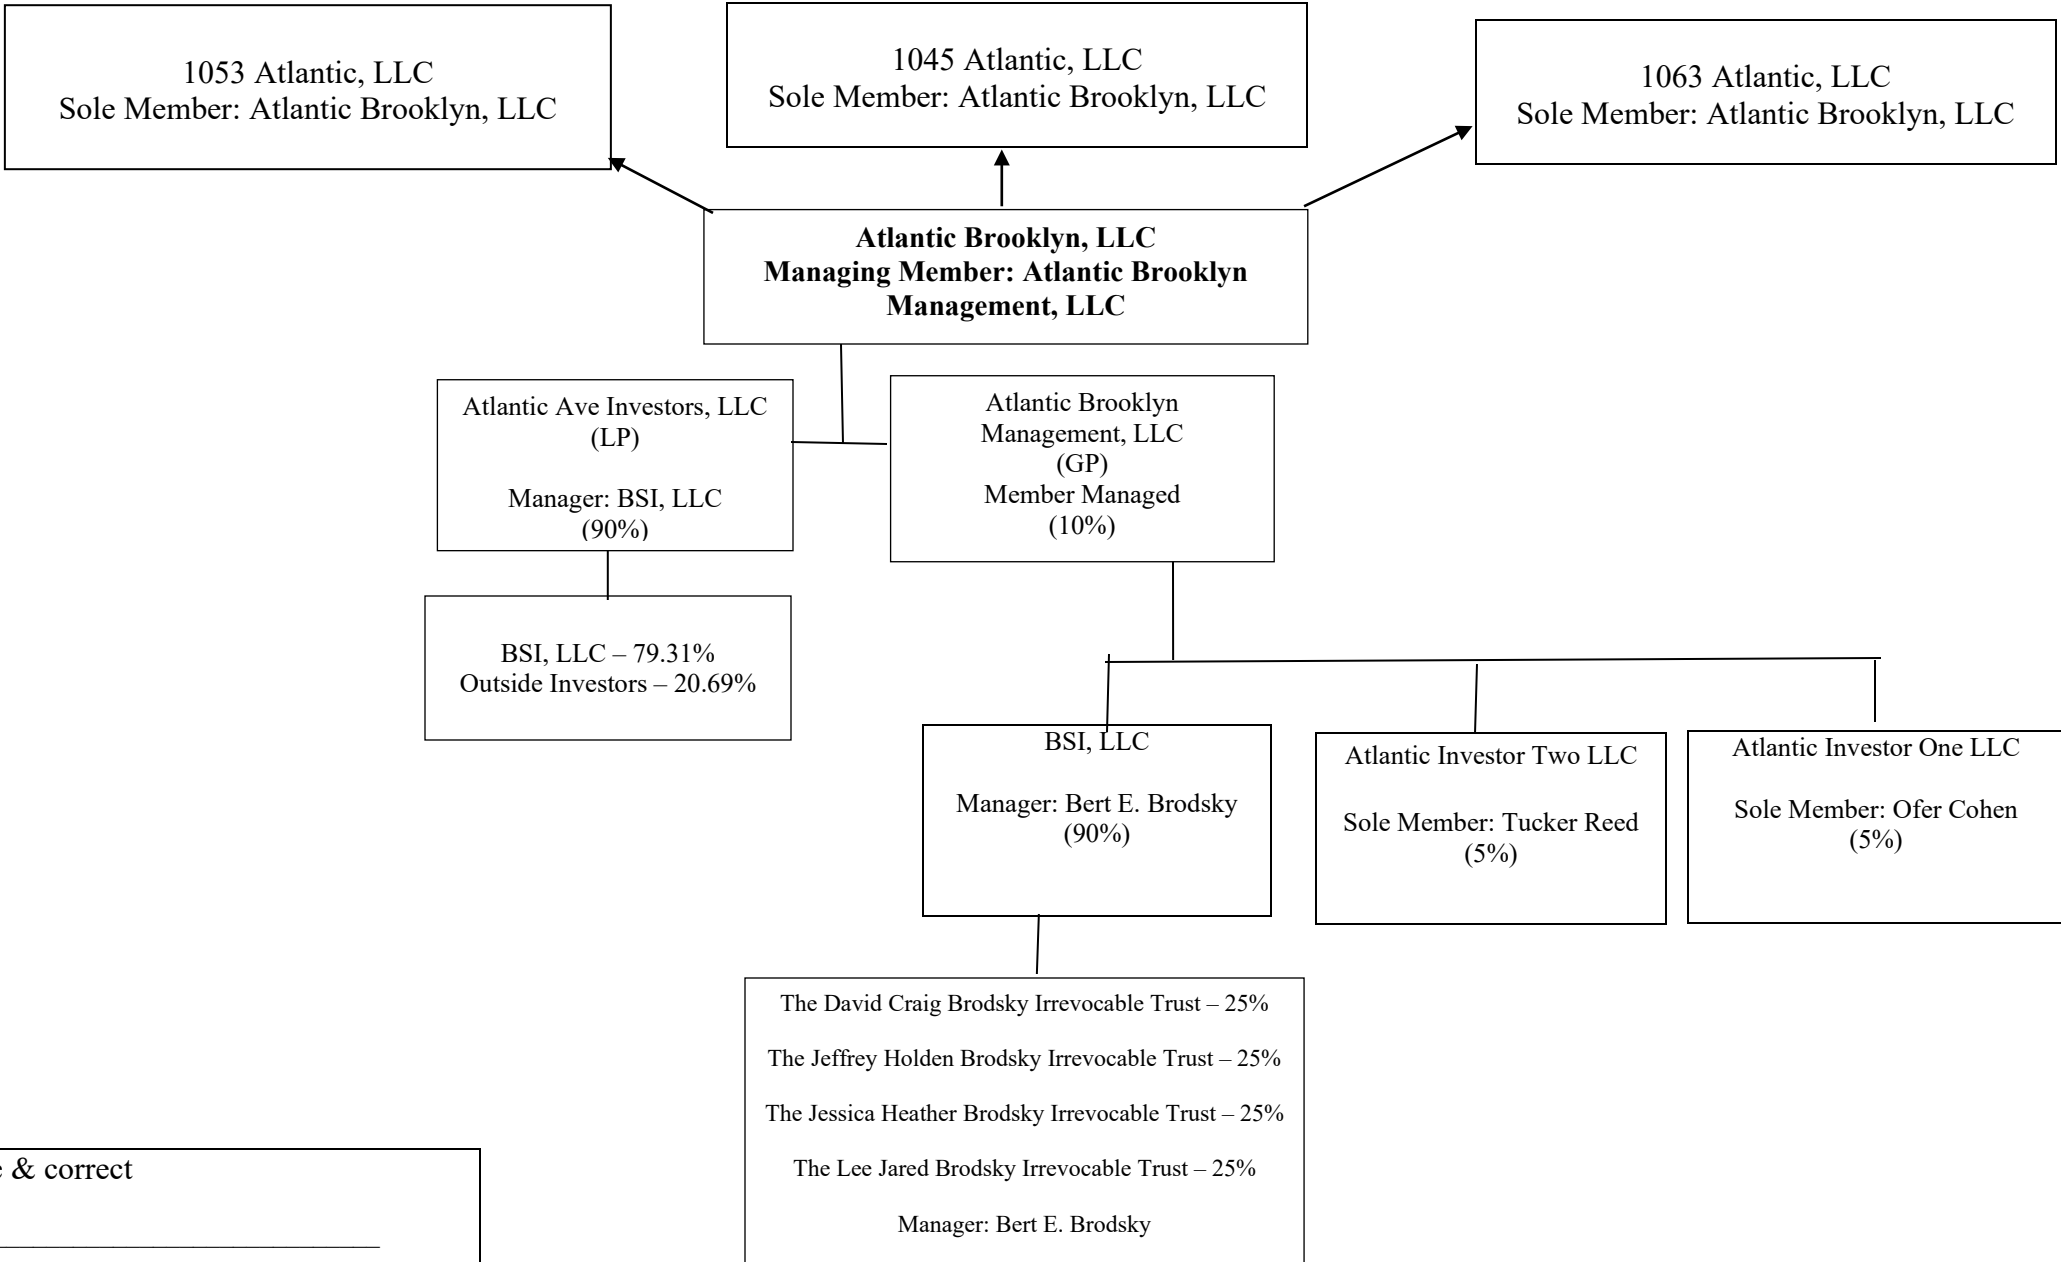 1053 Atlantic, LLC
Sole Member: Atlantic Brooklyn, LLC
1045 Atlantic, LLC
Sole Member: Atlantic Brooklyn, LLC
1063 Atlantic, LLC
Sole Member: Atlantic Brooklyn, LLC
Atlantic Brooklyn, LLC
Managing Member: Atlantic Brooklyn
Management, LLC
Atlantic Ave Investors, LLC
(LP)
Manager: BSI, LLC
(90%)
Atlantic Brooklyn
Management, LLC
(GP)
Member Managed
(10%)
BSI, LLC – 79.31%
Outside Investors – 20.69%
BSI, LLC
Manager: Bert E. Brodsky
(90%)
Atlantic Investor Two LLC
Sole Member: Tucker Reed
(5%)
Atlantic Investor One LLC
Sole Member: Ofer Cohen
(5%)
The David Craig Brodsky Irrevocable Trust – 25%
The Jeffrey Holden Brodsky Irrevocable Trust – 25%
The Jessica Heather Brodsky Irrevocable Trust – 25%
The Lee Jared Brodsky Irrevocable Trust – 25%
Manager: Bert E. Brodsky
& correct